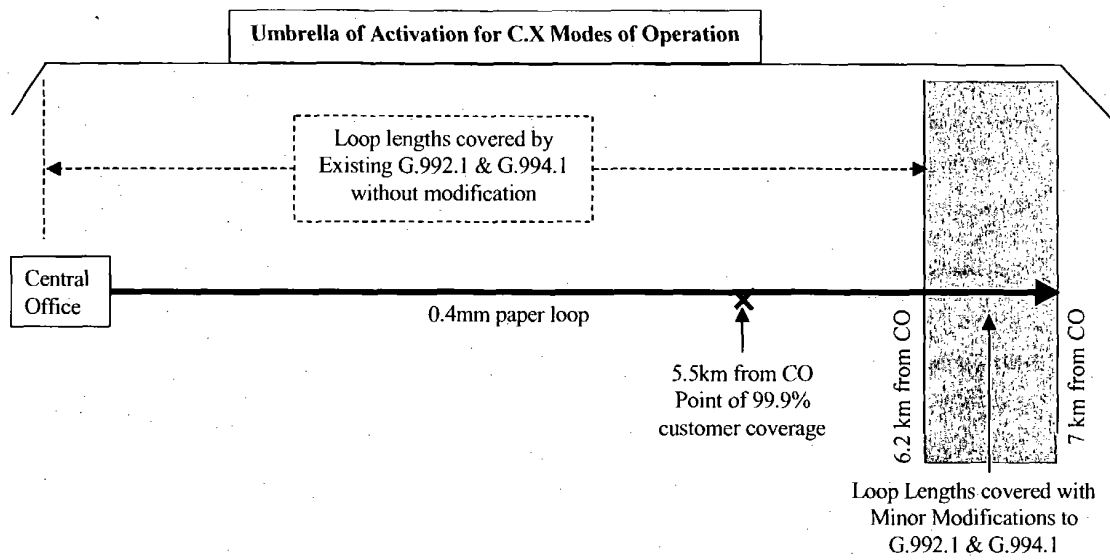 Umbrella of Activation for C.X Modes of Operation
Loop lengths covered by
Existing G.992.1 & G.994.1
without modification
Central
Office
0.4mm paper loop
5.5km from CO
Point of 99.9%
customer coverage
6.2 km from CO
7 km from CO
Loop Lengths covered with
Minor Modifications to
G.992.1 & G.994.1